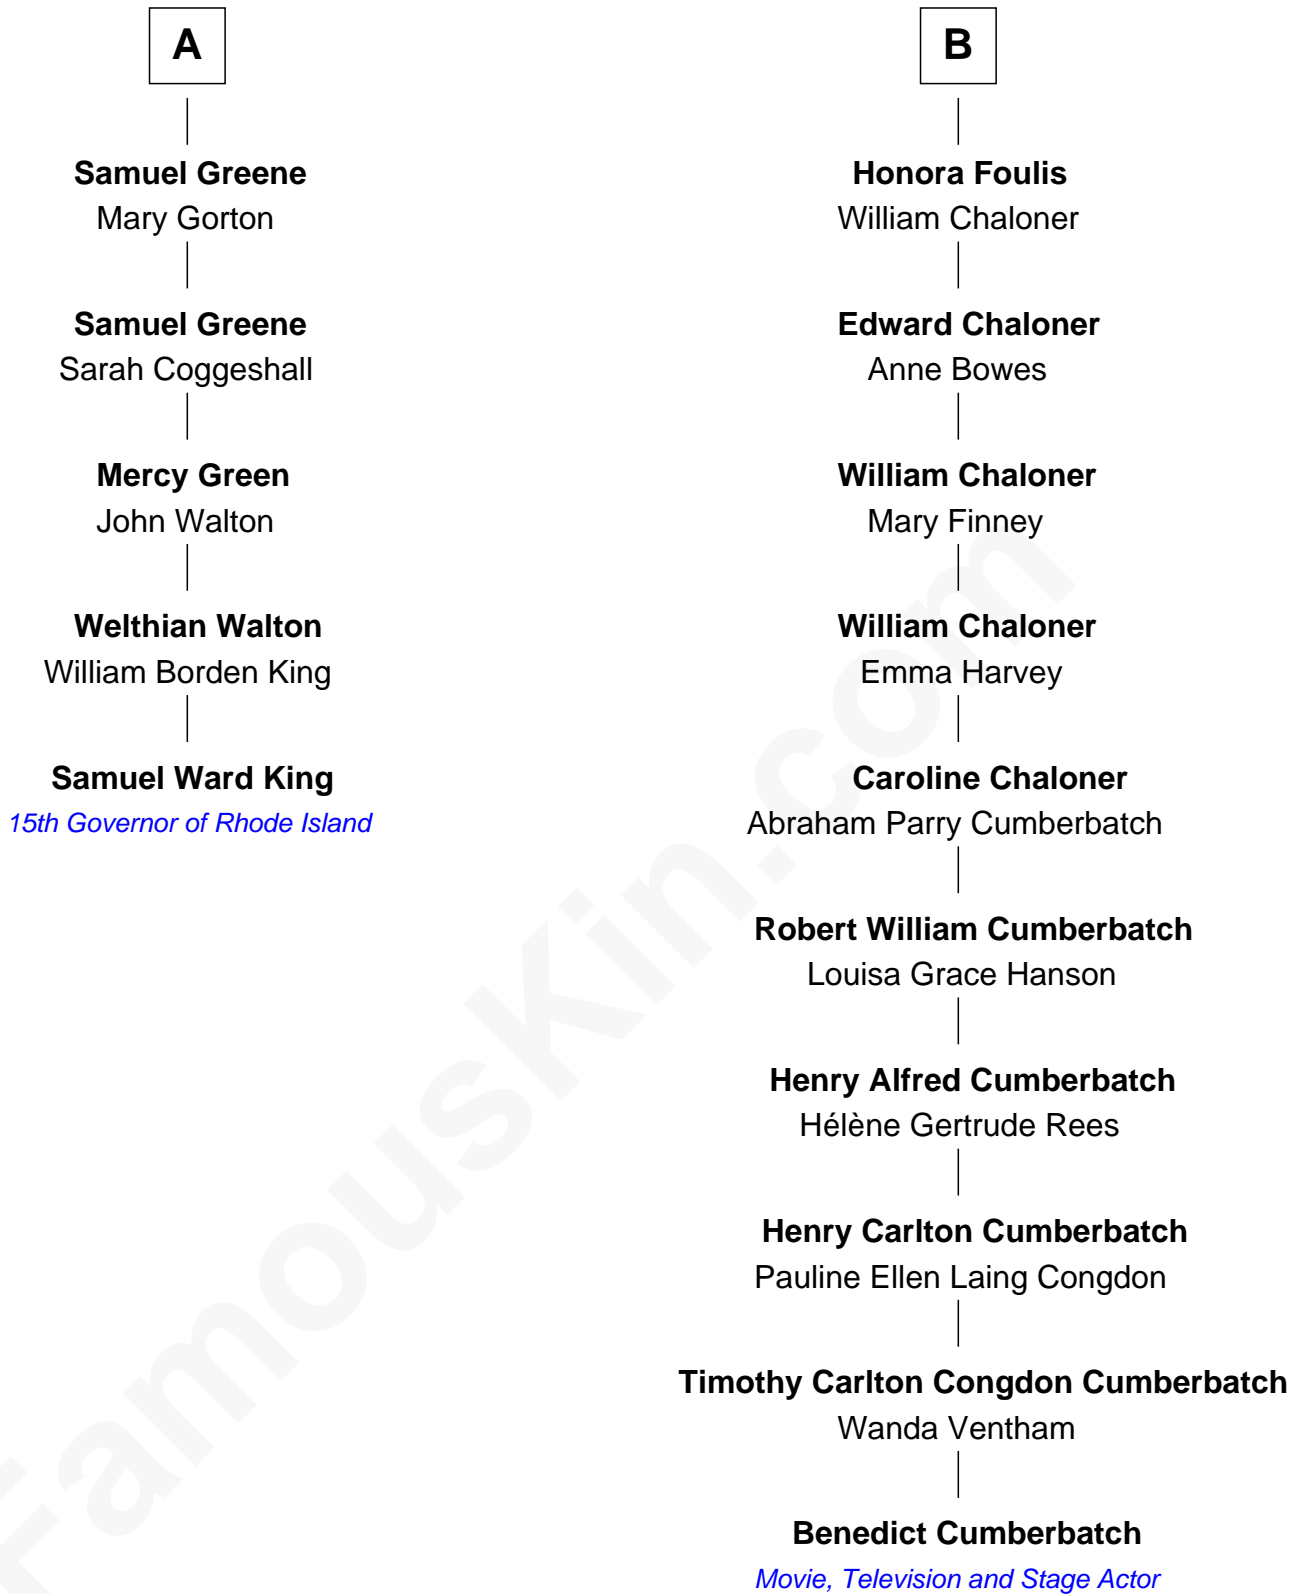 A
Samuel Greene
Mary Gorton
Samuel Greene
Sarah Coggeshall
Mercy Green
John Walton
Welthian Walton
William Borden King
Samuel Ward King
15th Governor of Rhode Island
B
Honora Foulis
William Chaloner
Edward Chaloner
Anne Bowes
William Chaloner
Mary Finney
William Chaloner
Emma Harvey
Caroline Chaloner
Abraham Parry Cumberbatch
Robert William Cumberbatch
Louisa Grace Hanson
Henry Alfred Cumberbatch
Hélène Gertrude Rees
Henry Carlton Cumberbatch
Pauline Ellen Laing Congdon
Timothy Carlton Congdon Cumberbatch
Wanda Ventham
Benedict Cumberbatch
Movie, Television and Stage Actor
FamousKin.com